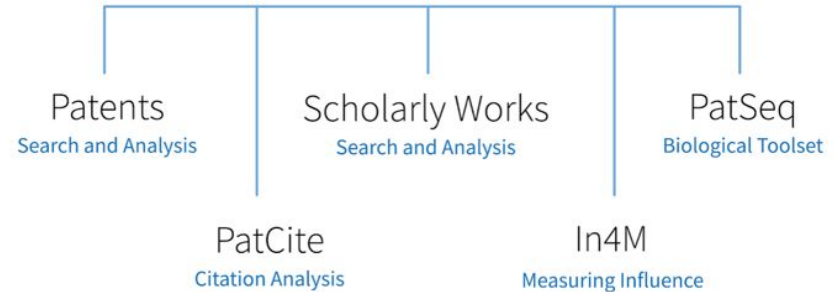 Patents
Search and Analysis
Scholarly Works
Search and Analysis
PatSeq
Biological Toolset
PatCite
Citation Analysis
In4M
Measuring Influence